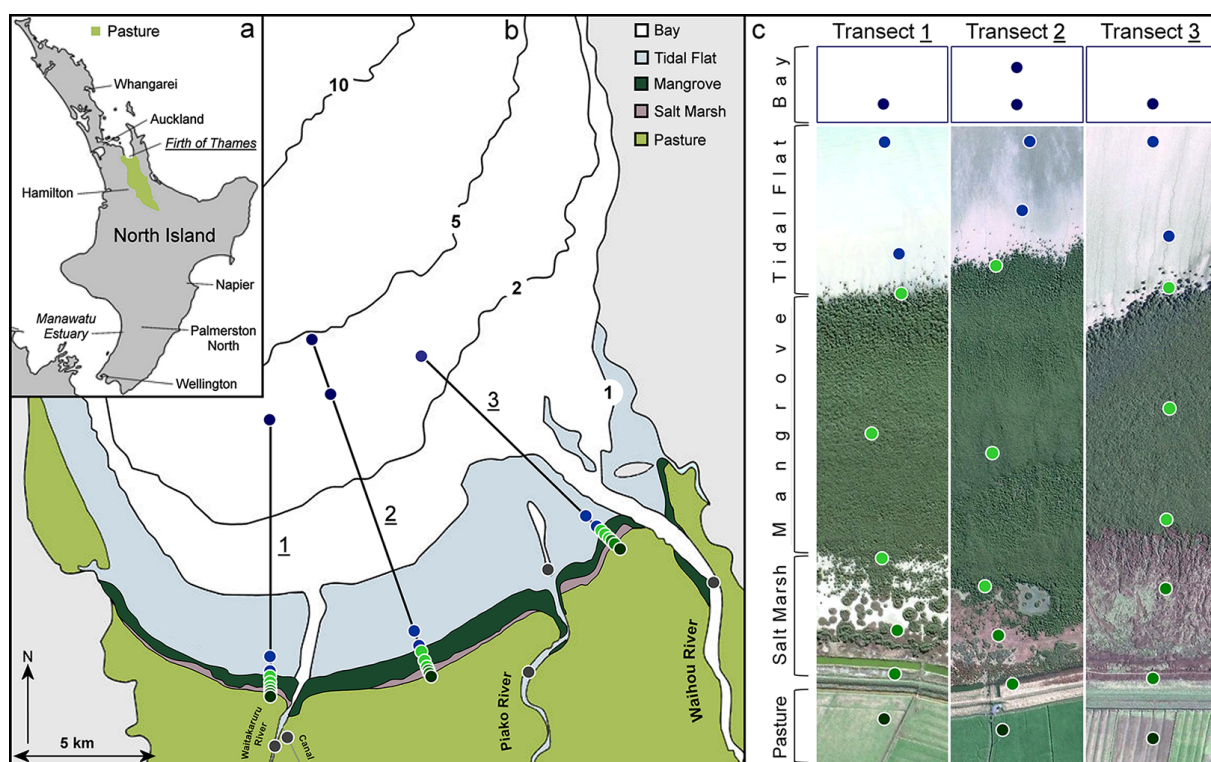 a
Pasture
Whangarei
Auckland
Firth of Thames
Hamilton
North Island
Napier
Manawatu
Estuary
Palmerston
North
Wellington
b
Bay
Tidal Flat
Mangrove
Salt Marsh
Pasture
10
5
2
1
1
2
3
N
5 km
Waitakaruru
River
Canal
Piako River
Waihou River
c
Transect 1
Transect 2
Transect 3
Bay
Tidal Flat
Mangrove
Salt Marsh
Pasture